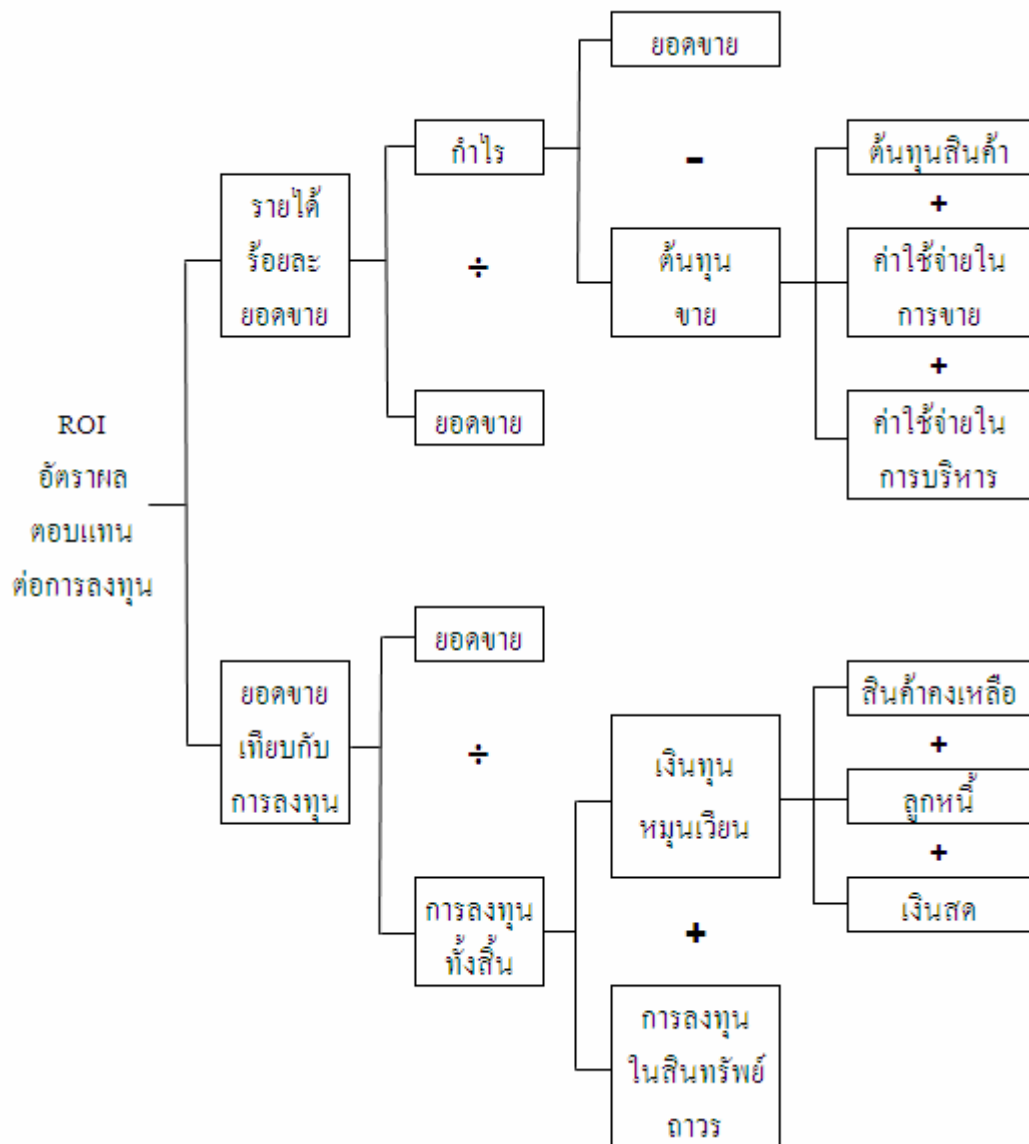 ROI
อัตราผล
ตอบแทน
ต่อการลงทุน
รายได้
ร้อยละ
ยอดขาย
กำไร
÷
ยอดขาย
ยอดขาย
-
ต้นทุน
ขาย
ต้นทุนสินค้า
+
ค่าใช้จ่ายใน
การขาย
+
ค่าใช้จ่ายใน
การบริหาร
ยอดขาย
เทียบกับ
การลงทุน
ยอดขาย
÷
การลงทุน
ทั้งสิ้น
เงินทุน
หมุนเวียน
+
การลงทุน
ในสินทรัพย์
ถาวร
สินค้าคงเหลือ
+
ลูกหนี้
+
เงินสด